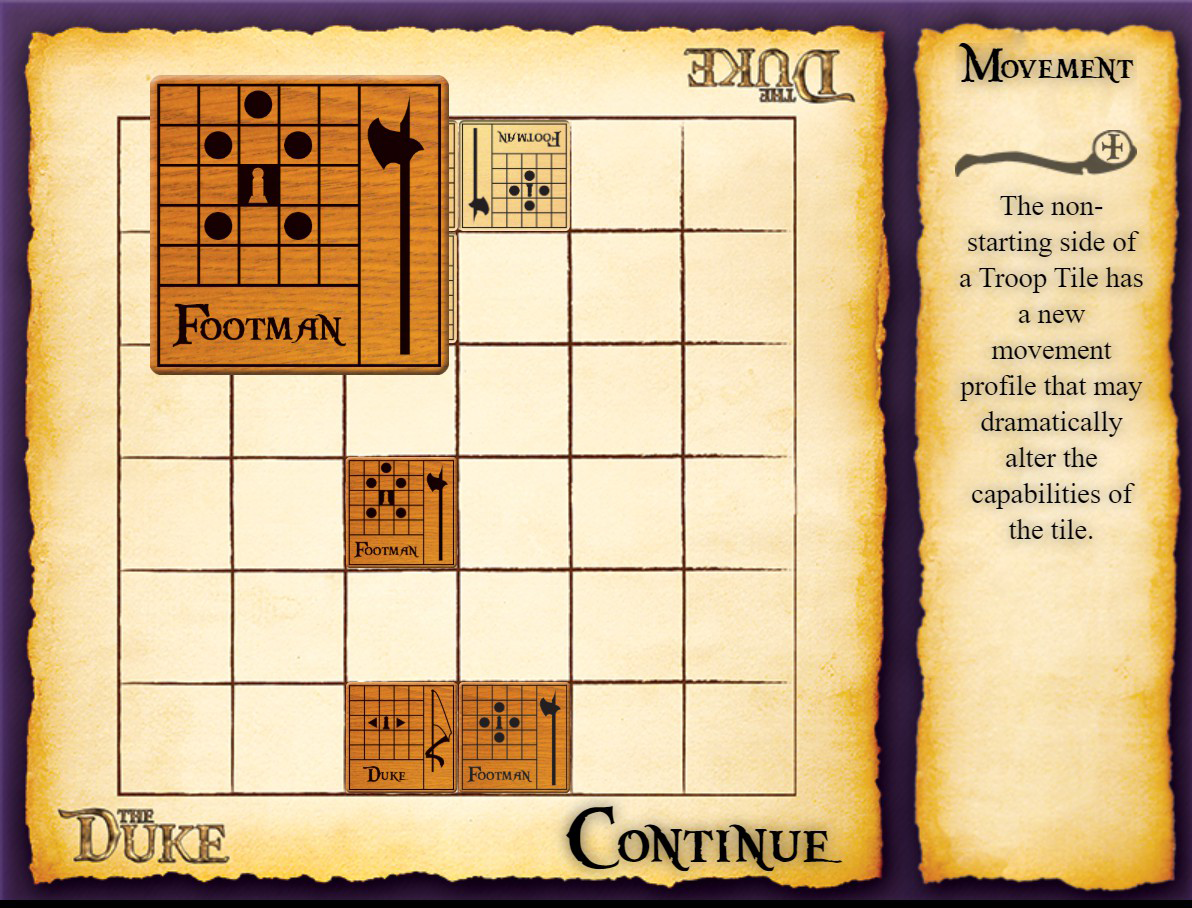 THE
DUKE
FOOTMAN
FOOTMAN
FOOTMAN
DUKE
FOOTMAN
THE
DUKE
CONTINUE
MOVEMENT
The non-
starting side of
a Troop Tile has
a new
movement
profile that may
dramatically
alter the
capabilities of
the tile.